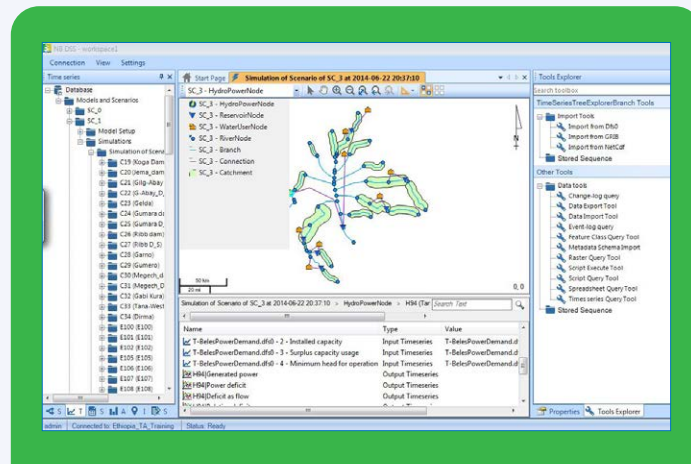 NB DSS - workspace1
Connection View Settings
Time series
Database
Models and Scenarios
SC_0
SC_1
Model Setup
Simulations
Simulation of Scena
C19 (Koga Dam
C20 (Jema_dam
C21 (Gilg-Abay
C22 (G-Abay_D_
C23 (Gelda)
C24 (Gumara da
C25 (Gumara D_
C26 (Ribb dam)
C27 (Ribb D_S)
C28 (Garno)
C29 (Gumero)
C30 (Megech_d
C31 (Megech_D
C32 (Gabi Kura)
C33 (Tana-West
C34 (Dirma)
E100 (E100)
E101 (E101)
E102 (E102)
E105 (E105)
E106 (E106)
E107 (E107)
E108 (E108)
S T S A I S
Start Page Simulation of Scenario of SC_3 at 2014-06-22 20:37:10
SC_3 - HydroPowerNode
SC_3 - HydroPowerNode
SC_3 - ReservoirNode
SC_3 - WaterUserNode
SC_3 - RiverNode
SC_3 - Branch
SC_3 - Connection
SC_3 - Catchment
N
50 km
20 mi
0, 0
Simulation of Scenario of SC_3 at 2014-06-22 20:37:10 > HydroPowerNode > H94 (Tar Search Text
Name Type Value
T-BelesPowerDemand.dfs0 - 2 - Installed capacity Input Timeseries T-BelesPowerDemand.d
T-BelesPowerDemand.dfs0 - 3 - Surplus capacity usage Input Timeseries T-BelesPowerDemand.d
T-BelesPowerDemand.dfs0 - 4 - Minimum head for operation Input Timeseries T-BelesPowerDemand.d
H94|Generated power Output Timeseries
H94|Power deficit Output Timeseries
H94|Deficit as flow Output Timeseries
Tools Explorer
Search toolbox
TimeSeriesTreeExplorerBranch Tools
Import Tools
Import from Dfs0
Import from GRIB
Import from NetCdf
Stored Sequence
Other Tools
Data tools
Change-log query
Data Export Tool
Data Import Tool
Event-log query
Feature Class Query Tool
Metadata Schema Import
Raster Query Tool
Script Execute Tool
Script Query Tool
Spreadsheet Query Tool
Timeseries Query Tool
Stored Sequence
Properties Tools Explorer
admin Connected to: Ethiopia_TA_Training Status: Ready